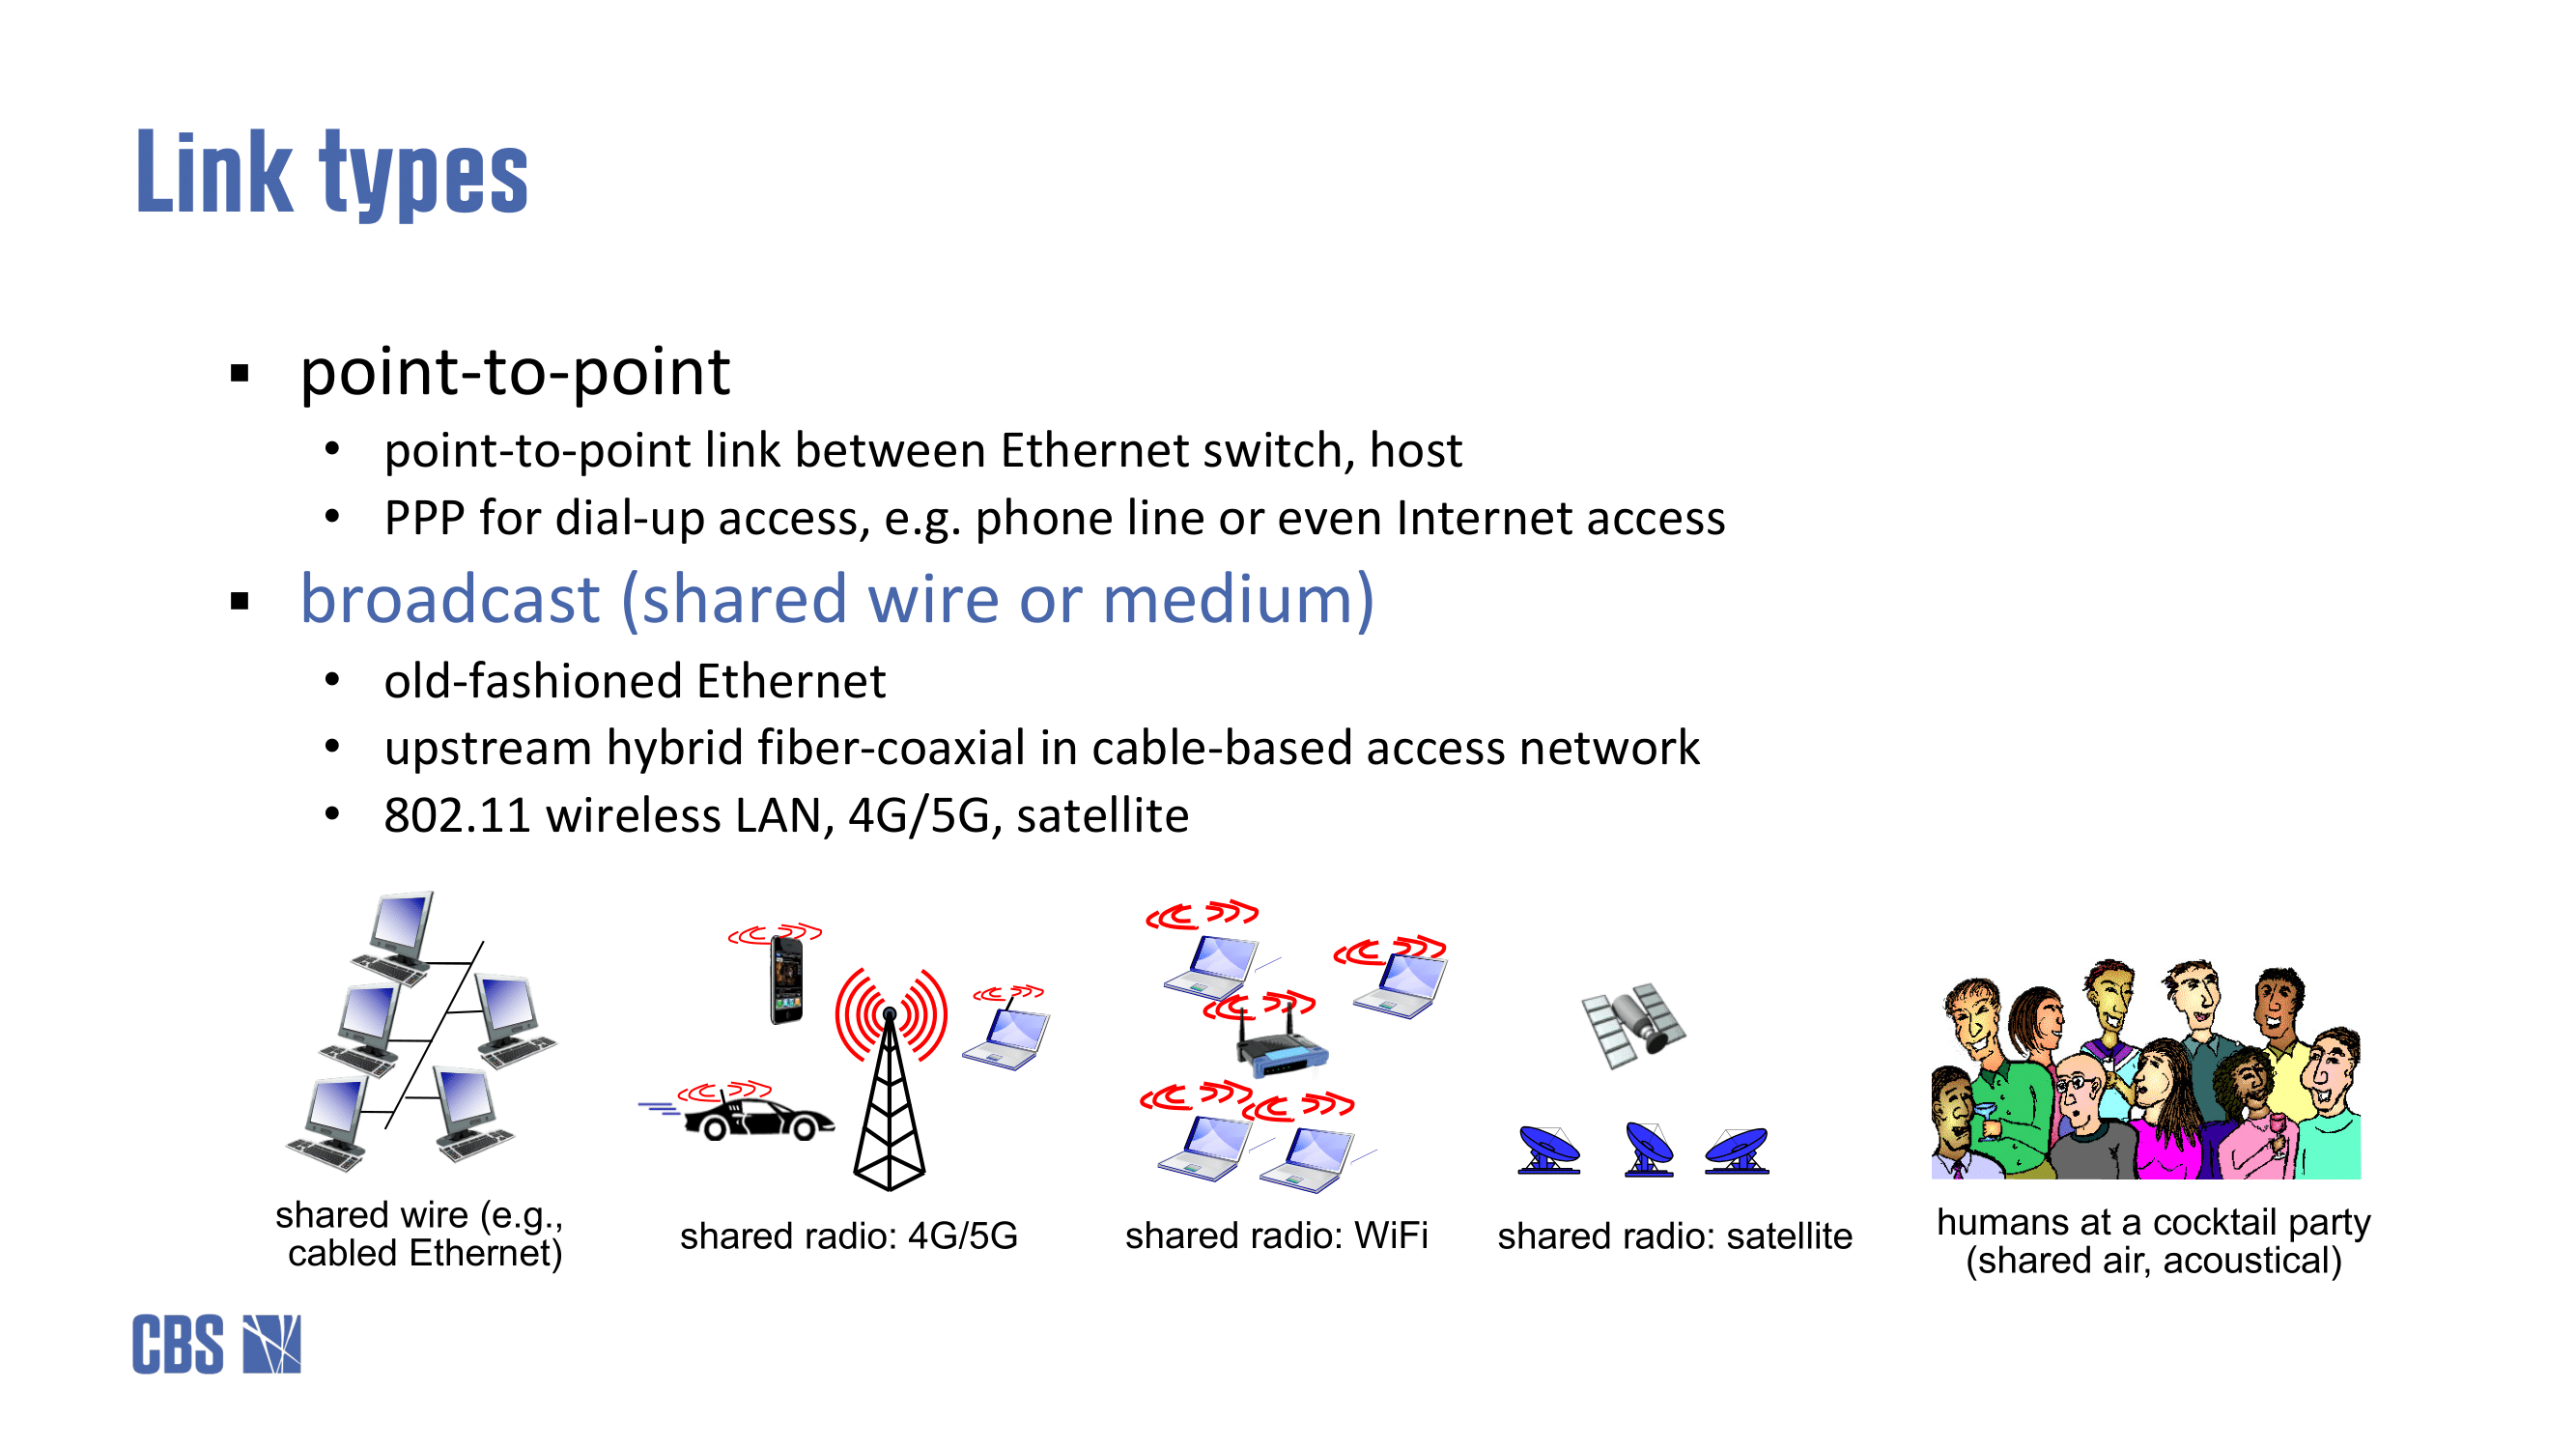 Link types
▪ point-to-point
• point-to-point link between Ethernet switch, host
• PPP for dial-up access, e.g. phone line or even Internet access
▪ broadcast (shared wire or medium)
• old-fashioned Ethernet
• upstream hybrid fiber-coaxial in cable-based access network
• 802.11 wireless LAN, 4G/5G, satellite
shared wire (e.g.,
cabled Ethernet)
shared radio: 4G/5G
shared radio: WiFi
shared radio: satellite
humans at a cocktail party
(shared air, acoustical)
CBS